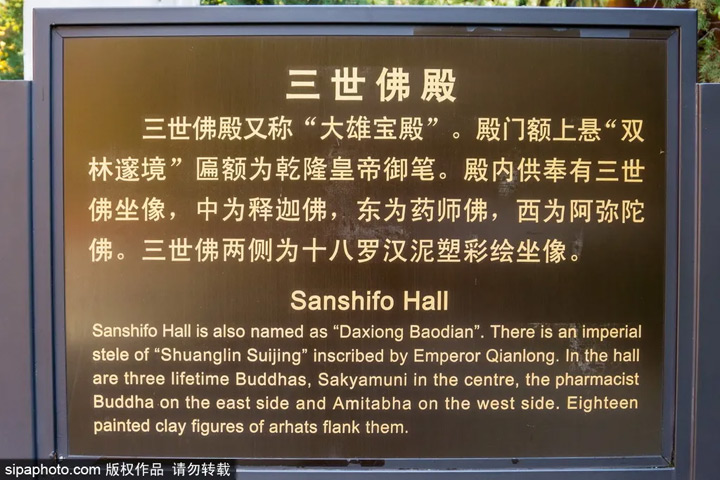 三世佛殿
三世佛殿又称“大雄宝殿”。殿门额上悬“双
林邃境”匾额为乾隆皇帝御笔。殿内供奉有三世
佛坐像，中为释迦佛，东为药师佛，西为阿弥陀
佛。三世佛两侧为十八罗汉泥塑彩绘坐像。
Sanshifo Hall
Sanshifo Hall is also named as “Daxiong Baodian”. There is an imperial
stele of “Shuanglin Suijing” inscribed by Emperor Qianlong. In the hall
are three lifetime Buddhas, Sakyamuni in the centre, the pharmacist
Buddha on the east side and Amitabha on the west side. Eighteen
painted clay figures of arhats flank them.
sipaphoto.com 版权作品 请勿转载